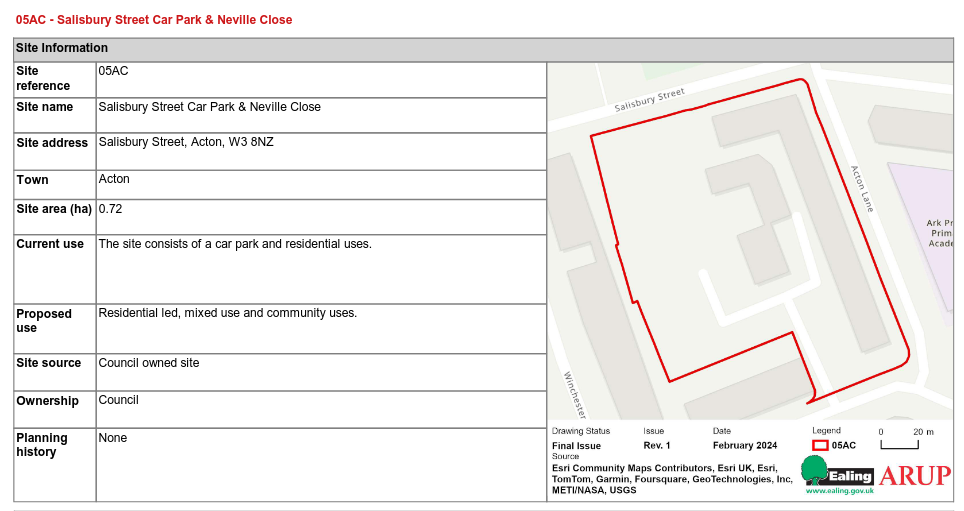 05AC - Salisbury Street Car Park & Neville Close
Site Information
Site
reference
05AC
Site name
Salisbury Street Car Park & Neville Close
Site address
Salisbury Street, Acton, W3 8NZ
Town
Acton
Site area (ha)
0.72
Current use
The site consists of a car park and residential uses.
Proposed
use
Residential led, mixed use and community uses.
Site source
Council owned site
Ownership
Council
Planning
history
None
Salisbury Street
Acton Lane
Ark Pr
Prim
Acade
Winchester
Drawing Status
Issue
Date
Legend
0
20 m
Final Issue
Rev. 1
February 2024
05AC
Source
Esri Community Maps Contributors, Esri UK, Esri,
TomTom, Garmin, Foursquare, GeoTechnologies, Inc,
METI/NASA, USGS
Ealing
www.ealing.gov.uk
ARUP